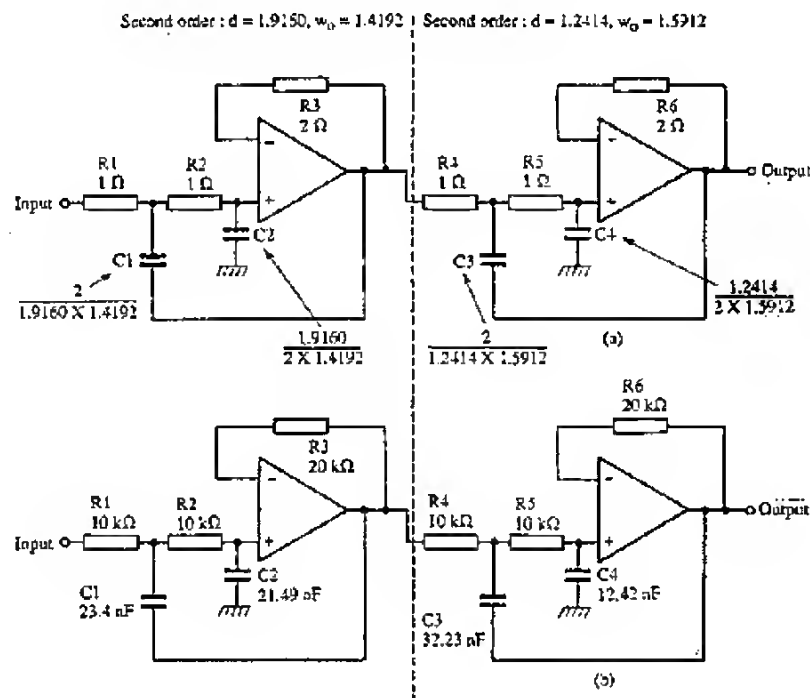 Second order : d = 1.9160, w₀ = 1.4192
Second order : d = 1.2414, w₀ = 1.5912
R3
2 Ω
R6
2 Ω
R1
1 Ω
R2
1 Ω
R4
1 Ω
R5
1 Ω
Input
Output
−
+
−
+
C1
C2
C3
C4
2
1.9160 X 1.4192
1.9160
2 X 1.4192
2
1.2414 X 1.5912
1.2414
2 X 1.5912
(a)
R3
20 kΩ
R6
20 kΩ
R1
10 kΩ
R2
10 kΩ
R4
10 kΩ
R5
10 kΩ
Input
Output
−
+
−
+
C1
23.4 nF
C2
21.49 nF
C3
32.23 nF
C4
12.42 nF
(b)